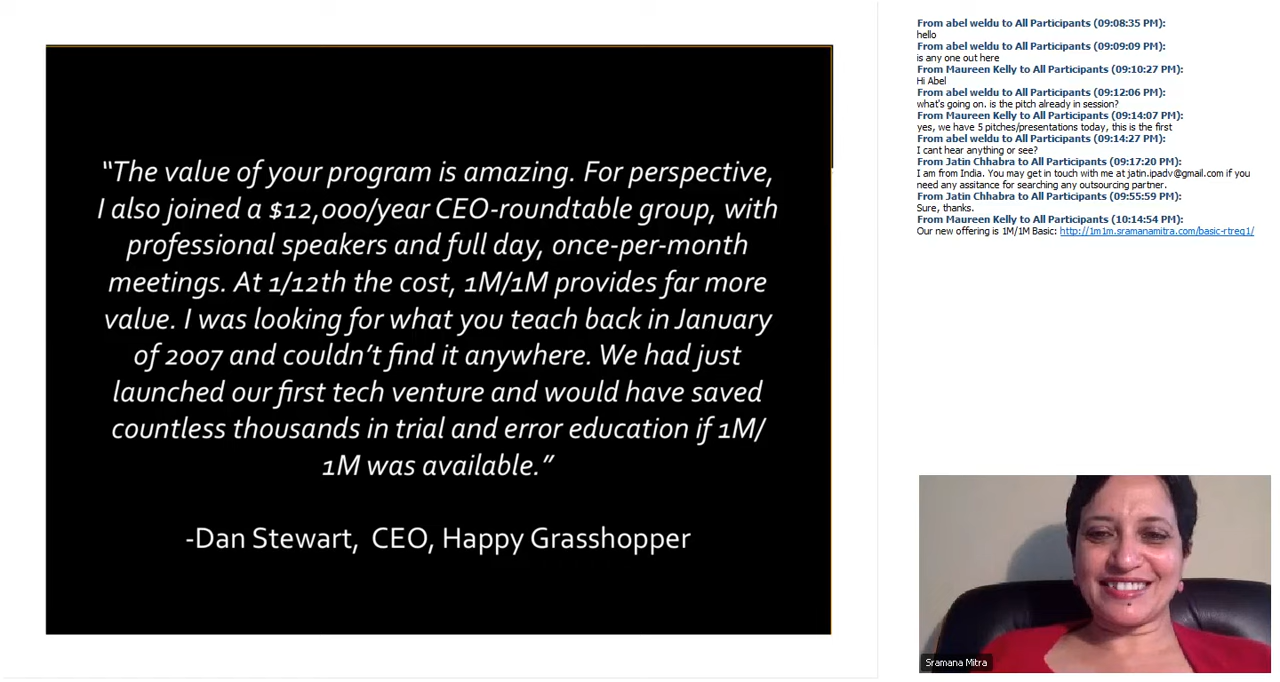 “The value of your program is amazing. For perspective,
I also joined a $12,000/year CEO-roundtable group, with
professional speakers and full day, once-per-month
meetings. At 1/12th the cost, 1M/1M provides far more
value. I was looking for what you teach back in January
of 2007 and couldn’t find it anywhere. We had just
launched our first tech venture and would have saved
countless thousands in trial and error education if 1M/
1M was available.”
-Dan Stewart, CEO, Happy Grasshopper
From abel weldu to All Participants (09:08:35 PM):
hello
From abel weldu to All Participants (09:09:09 PM):
is any one out here
From Maureen Kelly to All Participants (09:10:27 PM):
Hi Abel
From abel weldu to All Participants (09:12:06 PM):
what's going on. is the pitch already in session?
From Maureen Kelly to All Participants (09:14:07 PM):
yes, we have 5 pitches/presentations today, this is the first
From abel weldu to All Participants (09:14:27 PM):
I cant hear anything or see?
From Jatin Chhabra to All Participants (09:17:20 PM):
I am from India. You may get in touch with me at jatin.ipadv@gmail.com if you
need any assitance for searching any outsourcing partner.
From Jatin Chhabra to All Participants (09:55:59 PM):
Sure, thanks.
From Maureen Kelly to All Participants (10:14:54 PM):
Our new offering is 1M/1M Basic: http://1m1m.sramanamitra.com/basic-rtreg1/
Sramana Mitra